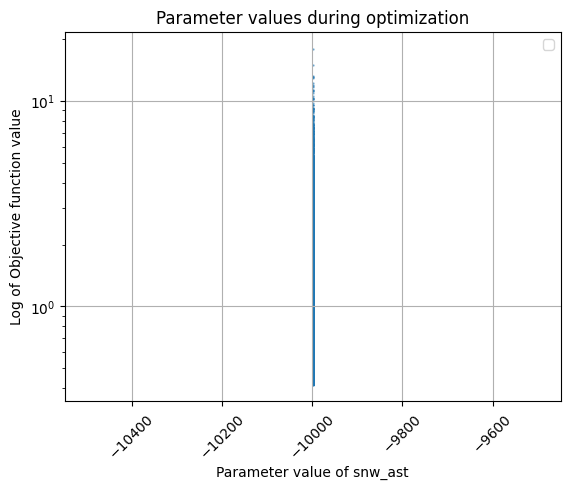 Parameter values during optimization
Log of Objective function value
10¹
10⁰
−10400
−10200
−10000
−9800
−9600
Parameter value of snw_ast